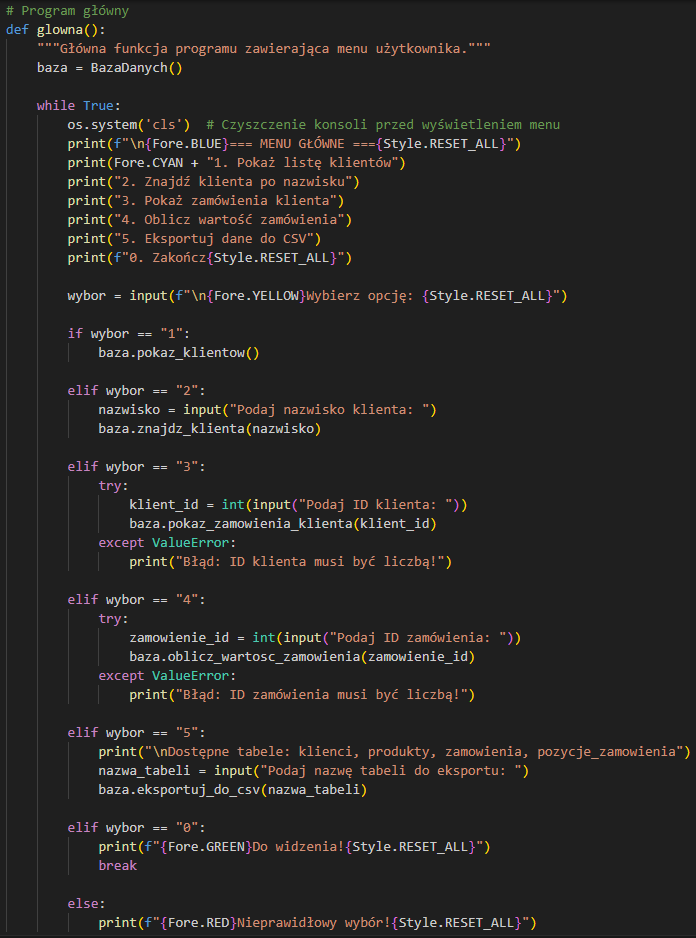 # Program główny
def glowna():
    """Główna funkcja programu zawierająca menu użytkownika."""
    baza = BazaDanych()

    while True:
        os.system('cls')  # Czyszczenie konsoli przed wyświetleniem menu
        print(f"\n{Fore.BLUE}=== MENU GŁÓWNE ==={Style.RESET_ALL}")
        print(Fore.CYAN + "1. Pokaż listę klientów")
        print("2. Znajdź klienta po nazwisku")
        print("3. Pokaż zamówienia klienta")
        print("4. Oblicz wartość zamówienia")
        print("5. Eksportuj dane do CSV")
        print(f"0. Zakończ{Style.RESET_ALL}")

        wybor = input(f"\n{Fore.YELLOW}Wybierz opcję: {Style.RESET_ALL}")

        if wybor == "1":
            baza.pokaz_klientow()

        elif wybor == "2":
            nazwisko = input("Podaj nazwisko klienta: ")
            baza.znajdz_klienta(nazwisko)

        elif wybor == "3":
            try:
                klient_id = int(input("Podaj ID klienta: "))
                baza.pokaz_zamowienia_klienta(klient_id)
            except ValueError:
                print("Błąd: ID klienta musi być liczbą!")

        elif wybor == "4":
            try:
                zamowienie_id = int(input("Podaj ID zamówienia: "))
                baza.oblicz_wartosc_zamowienia(zamowienie_id)
            except ValueError:
                print("Błąd: ID zamówienia musi być liczbą!")

        elif wybor == "5":
            print("\nDostępne tabele: klienci, produkty, zamowienia, pozycje_zamowienia")
            nazwa_tabeli = input("Podaj nazwę tabeli do eksportu: ")
            baza.eksportuj_do_csv(nazwa_tabeli)

        elif wybor == "0":
            print(f"{Fore.GREEN}Do widzenia!{Style.RESET_ALL}")
            break

        else:
            print(f"{Fore.RED}Nieprawidłowy wybór!{Style.RESET_ALL}")